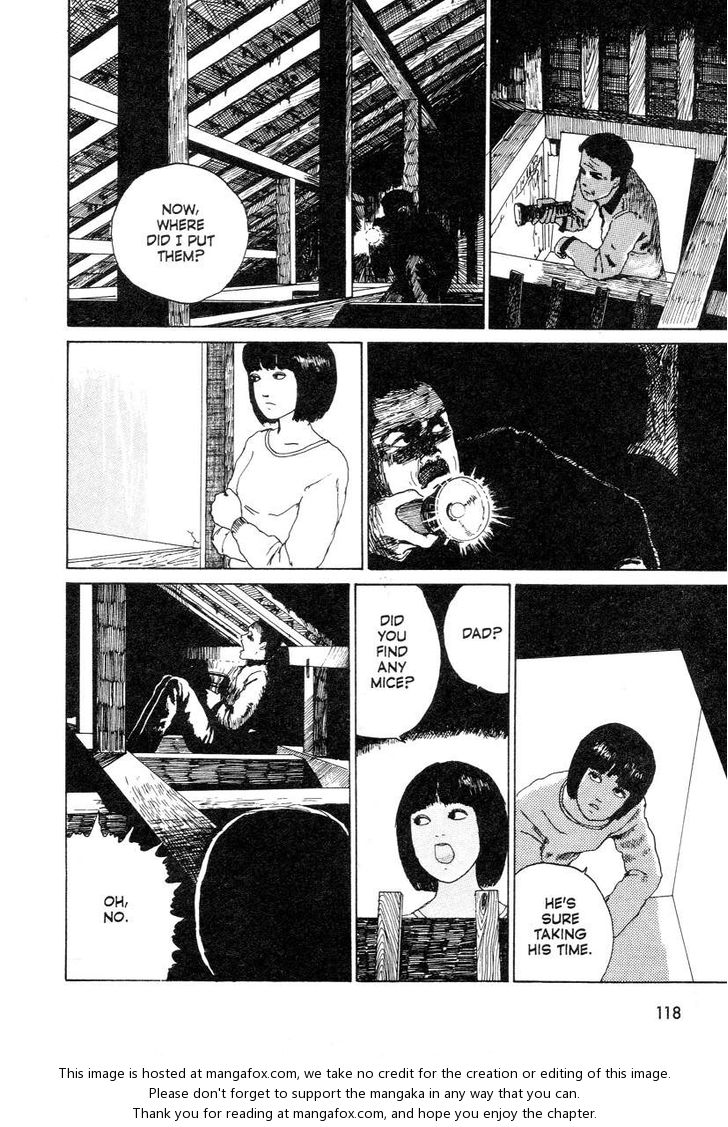 NOW,
WHERE
DID I PUT
THEM?
HE'S
SURE
TAKING
HIS TIME.
DAD?
DID
YOU
FIND
ANY
MICE?
OH,
NO.
118
This image is hosted at mangafox.com, we take no credit for the creation or editing of this image.
Please don't forget to support the mangaka in any way that you can.
Thank you for reading at mangafox.com, and hope you enjoy the chapter.